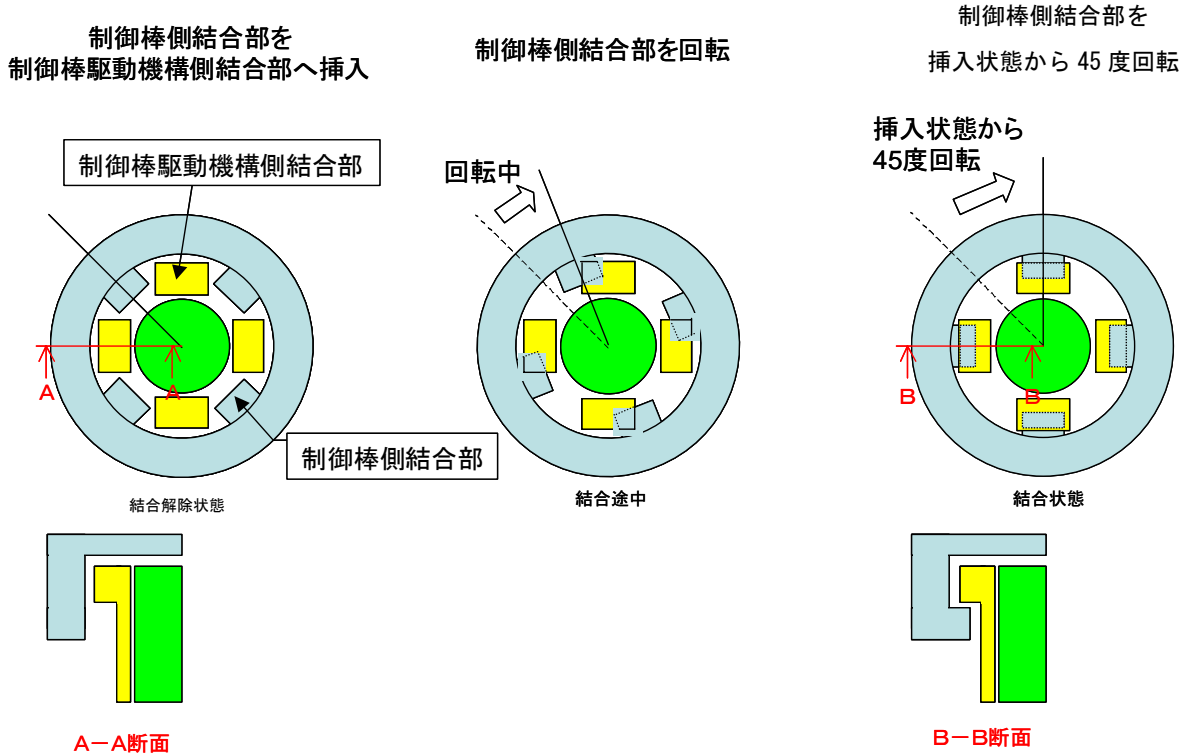 制御棒側結合部を
制御棒駆動機構側結合部へ挿入
制御棒側結合部を回転
制御棒側結合部を
挿入状態から 45 度回転
制御棒駆動機構側結合部
回転中
挿入状態から
45度回転
A
A
B
B
制御棒側結合部
結合解除状態
結合途中
結合状態
A－A断面
B－B断面